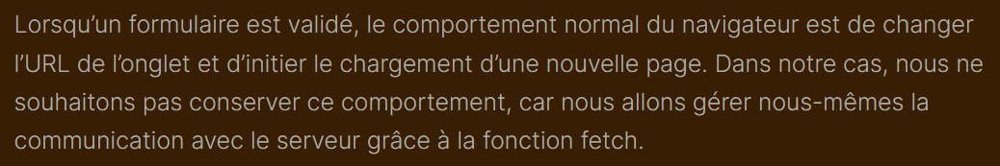 Lorsqu’un formulaire est validé, le comportement normal du navigateur est de changer
l’URL de l’onglet et d’initier le chargement d’une nouvelle page. Dans notre cas, nous ne
souhaitons pas conserver ce comportement, car nous allons gérer nous-mêmes la
communication avec le serveur grâce à la fonction fetch.